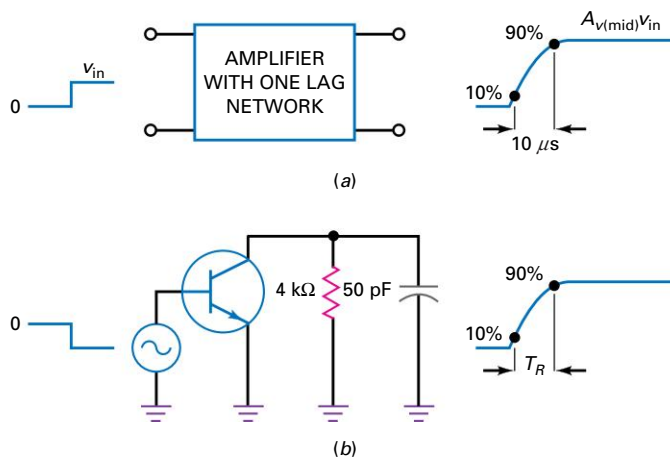 0
v_in
AMPLIFIER
WITH ONE LAG
NETWORK
A_v(mid)v_in
90%
10%
10 μs
(a)
0
4 kΩ
50 pF
90%
10%
T_R
(b)